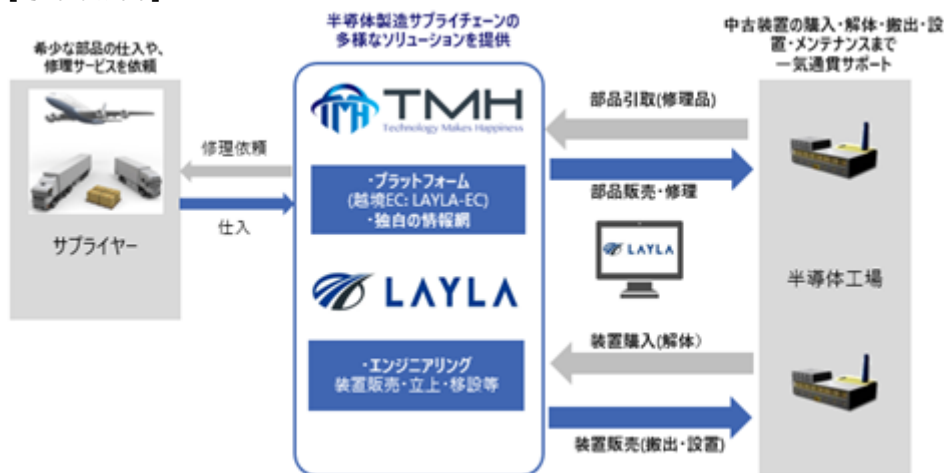 半導体製造サプライチェーンの
多様なソリューションを提供
希少な部品の仕入や、
修理サービスを依頼
中古装置の購入・解体・搬出・設
置・メンテナンスまで
一気通貫サポート
TMH
TMH
Technology Makes Happiness
修理依頼
仕入
サプライヤー
・プラットフォーム
(越境EC: LAYLA-EC)
・独自の情報網
LAYLA
・エンジニアリング
装置販売・立上・移設等
部品引取(修理品)
部品販売・修理
LAYLA
半導体工場
装置購入(解体)
装置販売(搬出・設置)